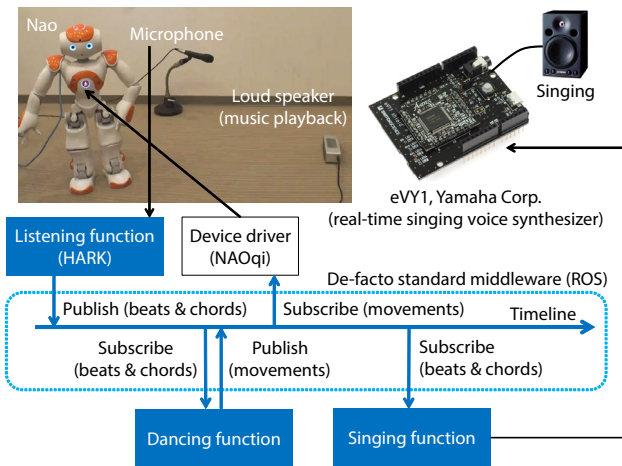 Nao
Microphone
Loud speaker
(music playback)
Singing
eVY1, Yamaha Corp.
(real-time singing voice synthesizer)
Listening function
(HARK)
Device driver
(NAOqi)
De-facto standard middleware (ROS)
Publish (beats & chords)
Subscribe (movements)
Timeline
Subscribe
(beats & chords)
Publish
(movements)
Subscribe
(beats & chords)
Dancing function
Singing function